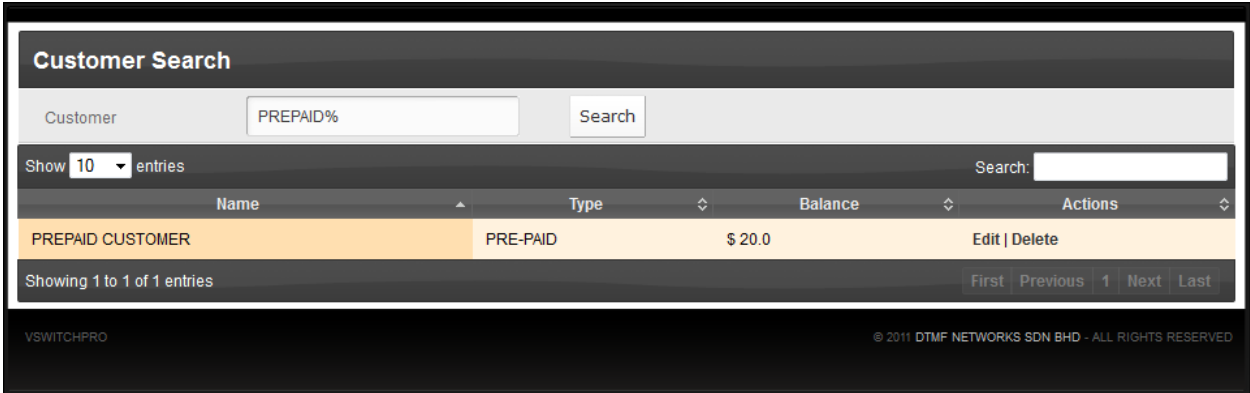 Customer Search
Customer PREPAID% Search
Show 10 entries Search:
Name Type Balance Actions
PREPAID CUSTOMER PRE-PAID $ 20.0 Edit | Delete
Showing 1 to 1 of 1 entries First Previous 1 Next Last
VSWITCHPRO © 2011 DTMF NETWORKS SDN BHD - ALL RIGHTS RESERVED